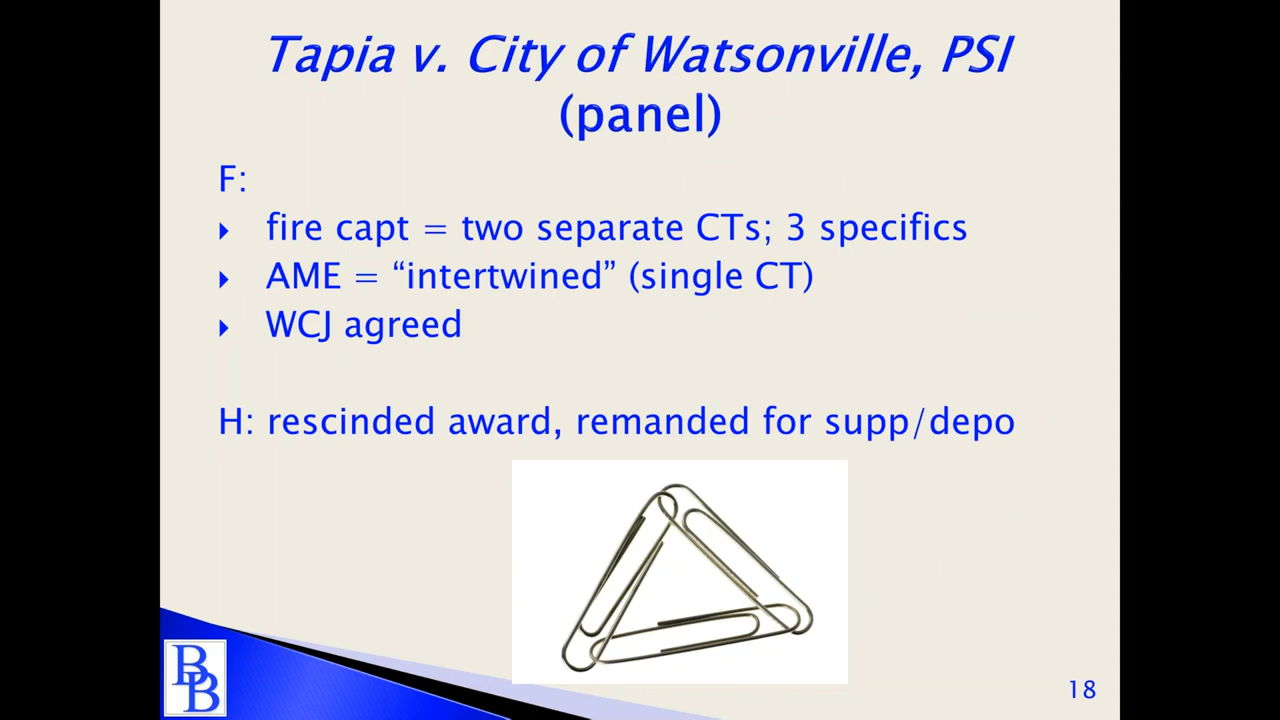 Tapia v. City of Watsonville, PSI
(panel)
F:
fire capt = two separate CTs; 3 specifics
AME = “intertwined” (single CT)
WCJ agreed
H: rescinded award, remanded for supp/depo
BB
18